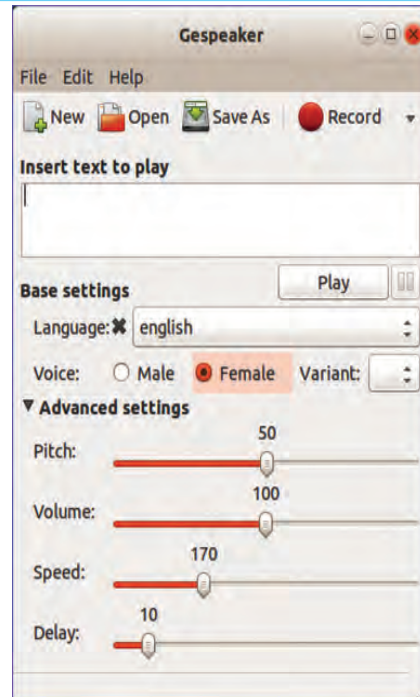 Gespeaker
File Edit Help
New Open Save As Record
Insert text to play
Play
Base settings
Language: english
Voice: Male Female Variant:
Advanced settings
50
Pitch:
100
Volume:
170
Speed:
10
Delay: